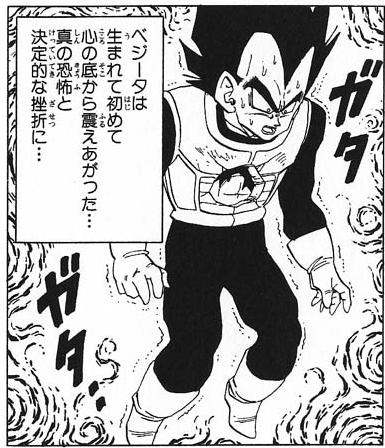 ベジータは
生まれて初めて
心の底から震えあがった…
真の恐怖と
決定的な挫折に…
ガタ
ガタ